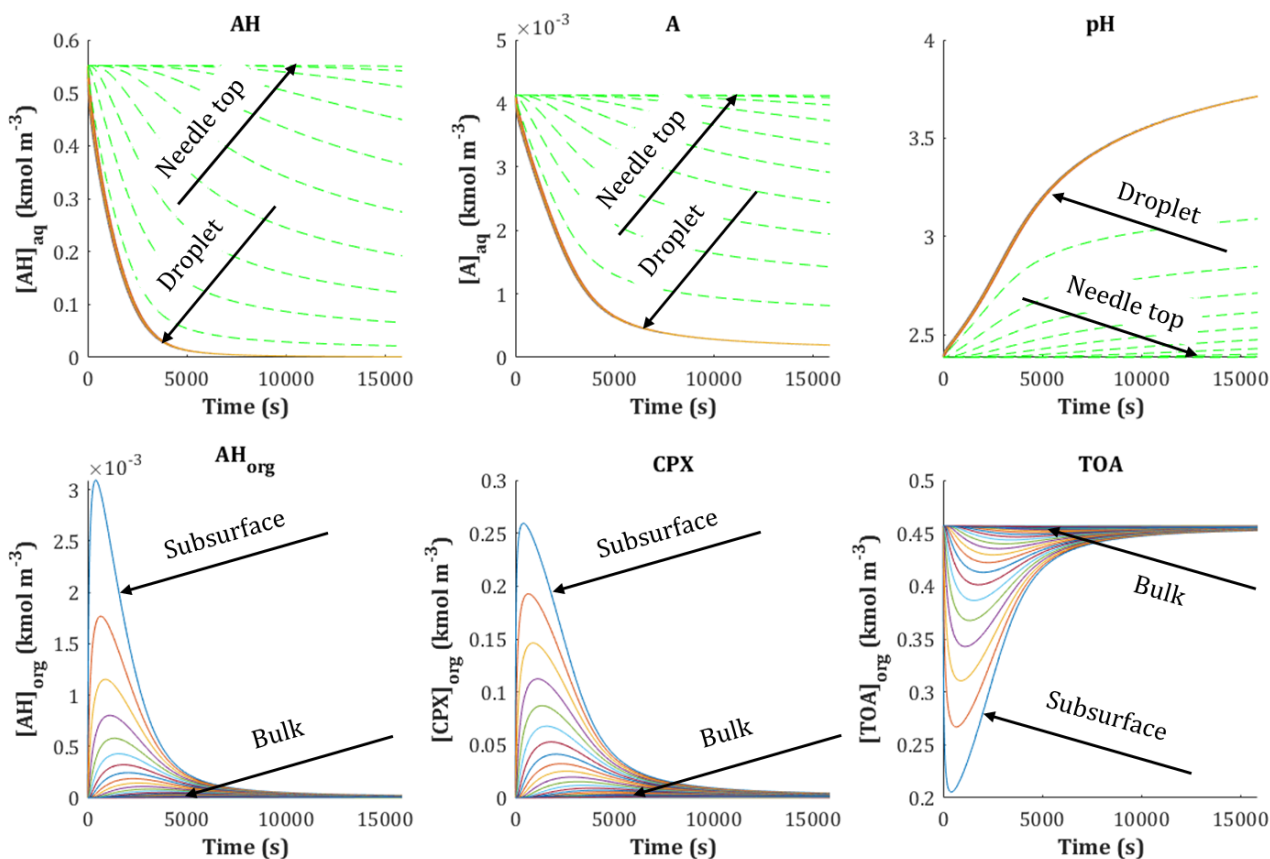 AH
0.6
0.5
0.4
0.3
0.2
0.1
0
[AH]aq (kmol m-3)
0 5000 10000 15000
Time (s)
Needle top
Droplet
A
×10-3
5
4
3
2
1
0
[A]aq (kmol m-3)
0 5000 10000 15000
Time (s)
Needle top
Droplet
pH
4
3.5
3
2.5
0 5000 10000 15000
Time (s)
Droplet
Needle top
AHorg
×10-3
3
2.5
2
1.5
1
0.5
0
[AH]org (kmol m-3)
0 5000 10000 15000
Time (s)
Subsurface
Bulk
CPX
0.3
0.25
0.2
0.15
0.1
0.05
0
[CPX]org (kmol m-3)
0 5000 10000 15000
Time (s)
Subsurface
Bulk
TOA
0.5
0.45
0.4
0.35
0.3
0.25
0.2
[TOA]org (kmol m-3)
0 5000 10000 15000
Time (s)
Bulk
Subsurface